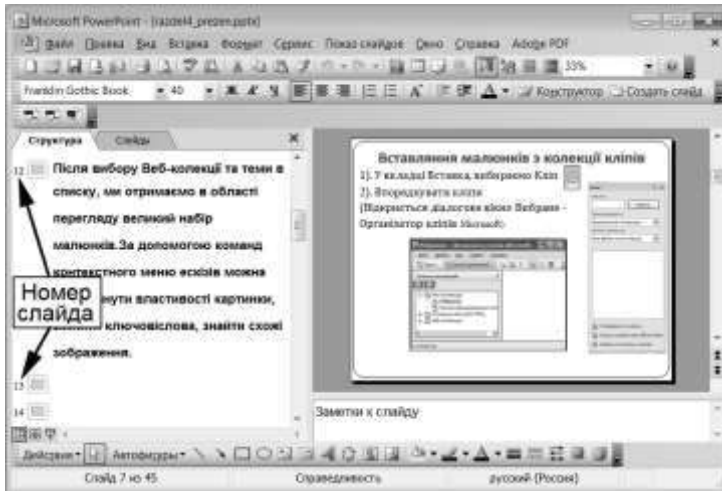 Microsoft PowerPoint - [razdel4_prezen.pptx]
Файл Правка Вид Вставка Формат Сервис Показ слайдов Окно Справка Adobe PDF
33%
Franklin Gothic Book 40 Ж К Ч Конструктор Создать слайд
Структура Слайды
12 Після вибору Веб-колекції та теми в
списку, ми отримаємо в області
перегляду великий набір
малюнків.За допомогою команд
контекстного меню ескізів можна
нути властивості картинки,
ключовіслова, знайти схожі
зображення.
Номер
слайда
13
14
Вставляння малюнків з колекції кліпів
1). У вкладці Вставка, вибираємо Кліп
2). Впорядкувати кліпи
(Відкриється діалогове вікно Вибране -
Організатор кліпів Microsoft)
Заметки к слайду
Действия Автофигуры
Слайд 7 из 45 Справедливость русский (Россия)